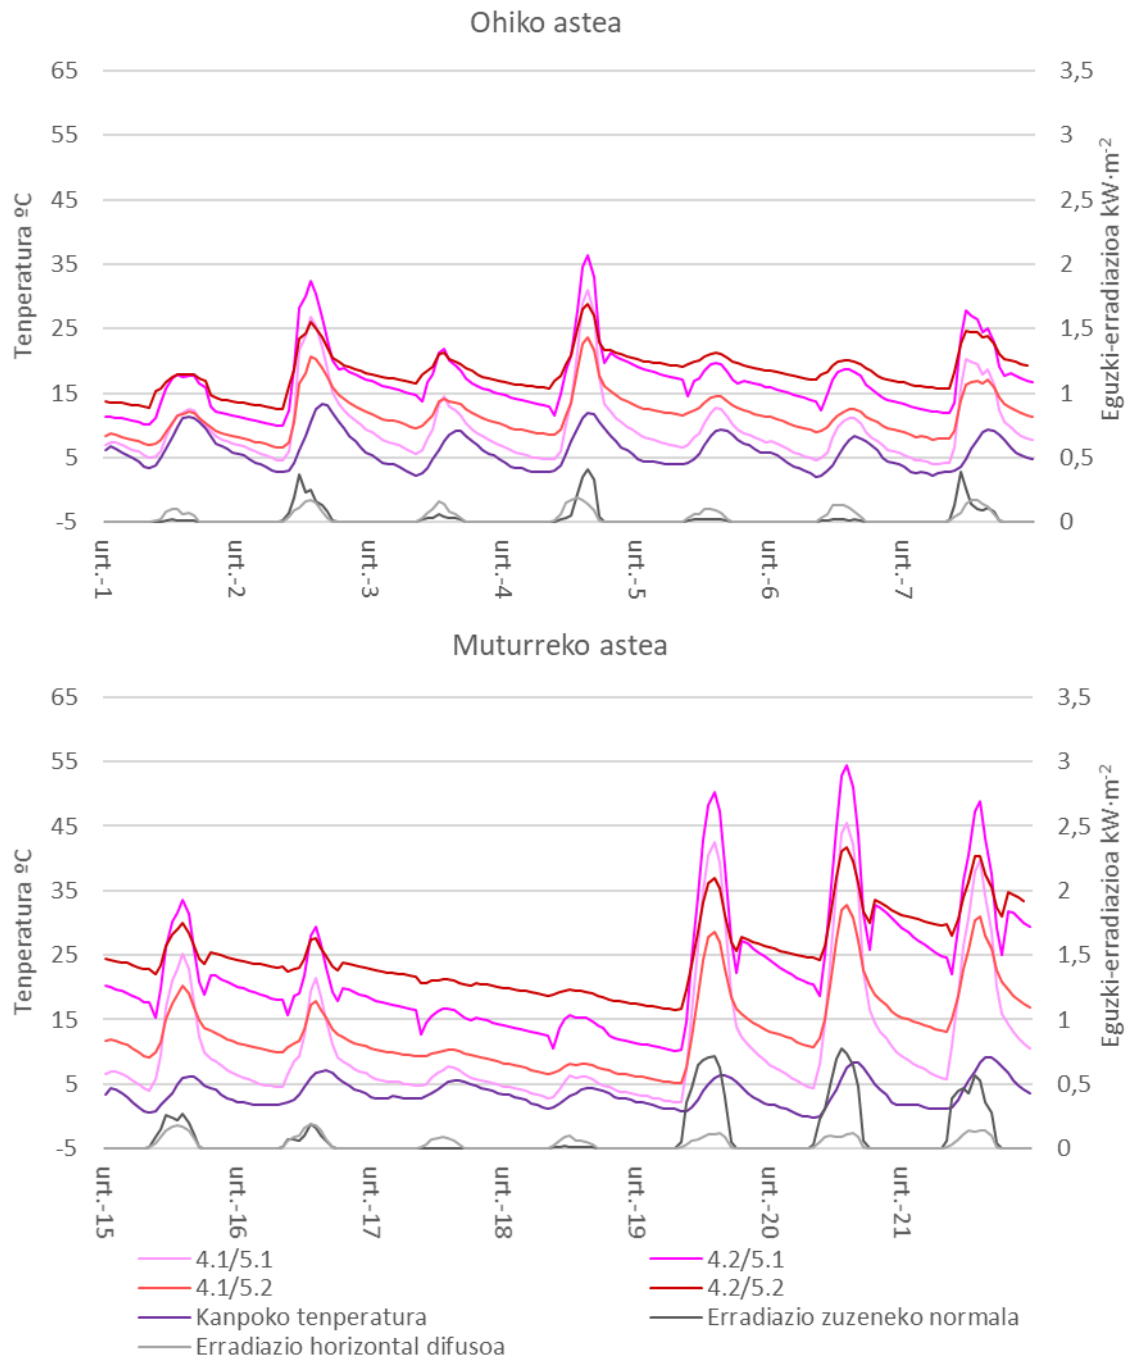 Ohiko astea
65
55
45
35
25
15
5
-5
Tenperatura ºC
3,5
3
2,5
2
1,5
1
0,5
0
Eguzki-erradiazioa kW·m-2
urt.-1
urt.-2
urt.-3
urt.-4
urt.-5
urt.-6
urt.-7
Muturreko astea
65
55
45
35
25
15
5
-5
Tenperatura ºC
3,5
3
2,5
2
1,5
1
0,5
0
Eguzki-erradiazioa kW·m-2
urt.-15
urt.-16
urt.-17
urt.-18
urt.-19
urt.-20
urt.-21
4.1/5.1
4.2/5.1
4.1/5.2
4.2/5.2
Kanpoko tenperatura
Erradiazio zuzeneko normala
Erradiazio horizontal difusoa